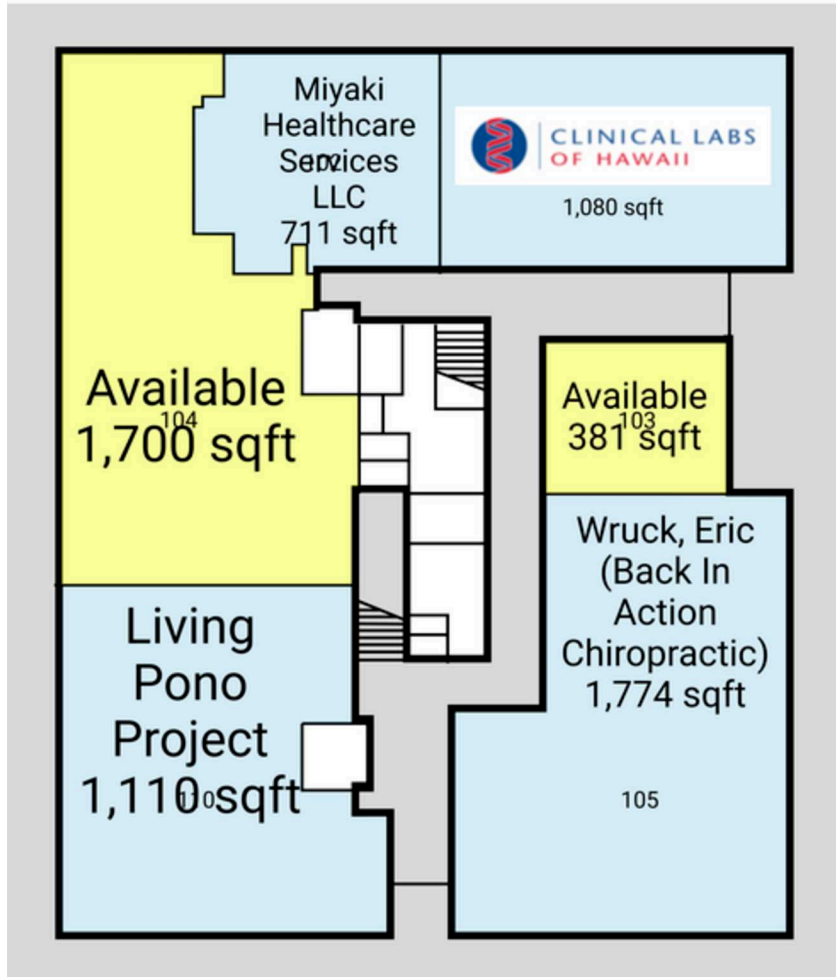 Miyaki
Healthcare
Services
102
LLC
711 sqft
CLINICAL LABS
OF HAWAII
1,080 sqft
Available
104
1,700 sqft
Available
103
381 sqft
Wruck, Eric
(Back In
Action
Chiropractic)
1,774 sqft
105
Living
Pono
Project
1,110 sqft
110